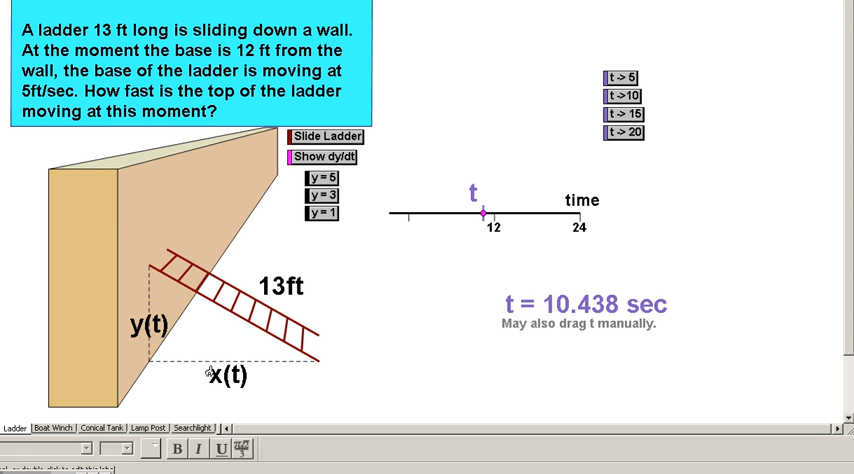 A ladder 13 ft long is sliding down a wall.
At the moment the base is 12 ft from the
wall, the base of the ladder is moving at
5ft/sec. How fast is the top of the ladder
moving at this moment?
Slide Ladder
Show dy/dt
y = 5
y = 3
y = 1
t -> 5
t ->10
t -> 15
t -> 20
t
time
12
24
13ft
y(t)
x(t)
t = 10.438 sec
May also drag t manually.
Ladder
Boat Winch
Conical Tank
Lamp Post
Searchlight
B I U